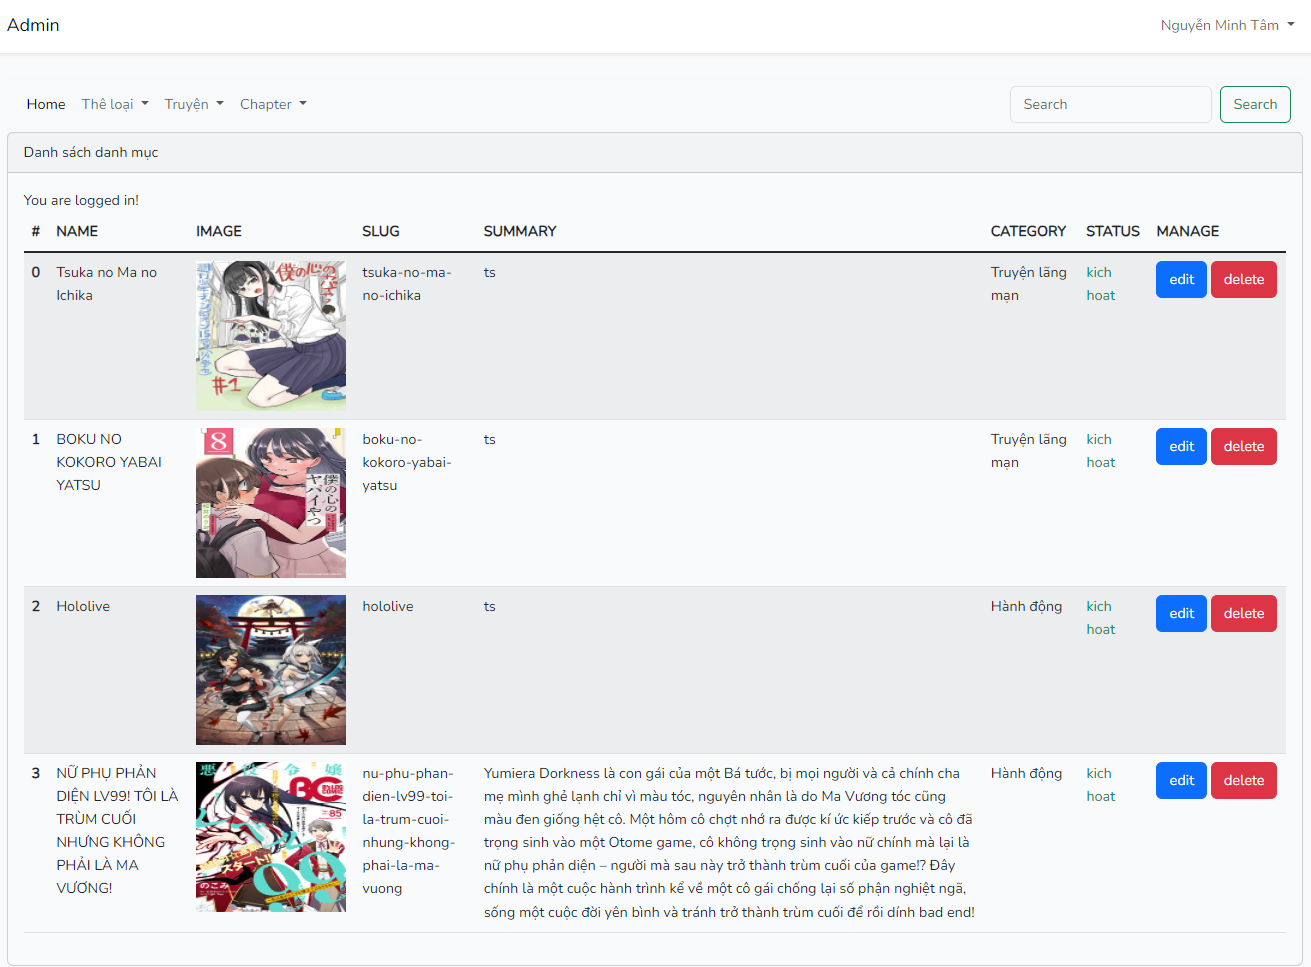 Admin
Nguyễn Minh Tâm
Home Thê loại Truyện Chapter
Search Search
Danh sách danh mục
You are logged in!
# NAME IMAGE SLUG SUMMARY CATEGORY STATUS MANAGE
0 Tsuka no Ma no tsuka-no-ma- ts Truyện lãng kich edit delete
Ichika no-ichika mạn hoat
#1
1 BOKU NO boku-no- ts Truyện lãng kich edit delete
KOKORO YABAI kokoro-yabai- mạn hoat
YATSU yatsu
8
僕の心の
ヤバイやつ
2 Hololive hololive ts Hành động kich edit delete
hoat
3 NỮ PHỤ PHẢN nu-phu-phan- Yumiera Dorkness là con gái của một Bá tước, bị mọi người và cả chính cha Hành động kich edit delete
DIỆN LV99! TÔI LÀ dien-lv99-toi- mẹ mình ghẻ lạnh chỉ vì màu tóc, nguyên nhân là do Ma Vương tóc cũng hoat
TRÙM CUỐI la-trum-cuoi- màu đen giống hệt cô. Một hôm cô chợt nhớ ra được kí ức kiếp trước và cô đã
NHƯNG KHÔNG nhung-khong- trọng sinh vào một Otome game, cô không trọng sinh vào nữ chính mà lại là
PHẢI LÀ MA phai-la-ma- nữ phụ phản diện – người mà sau này trở thành trùm cuối của game!? Đây
VƯƠNG! vuong chính là một cuộc hành trình kể về một cô gái chống lại số phận nghiệt ngã,
sống một cuộc đời yên bình và tránh trở thành trùm cuối để rồi dính bad end!
悪役令嬢
BC
85
99
のこみ